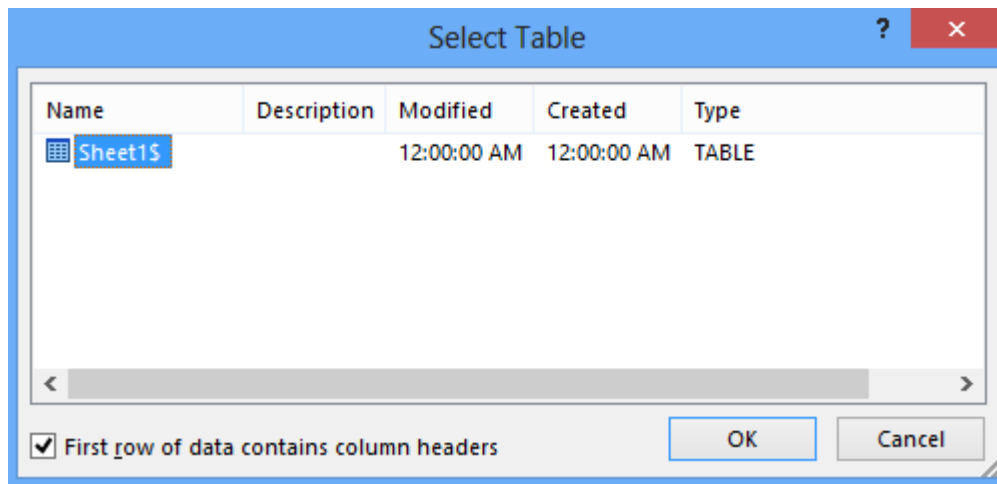 Select Table
?
Name Description Modified Created Type
Sheet1$ 12:00:00 AM 12:00:00 AM TABLE
First row of data contains column headers
OK Cancel